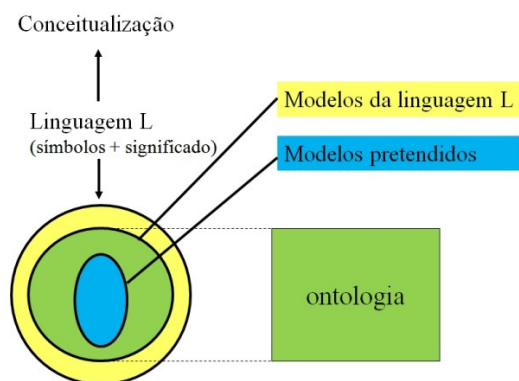 Conceitualização
Linguagem L
(símbolos + significado)
Modelos da linguagem L
Modelos pretendidos
ontologia